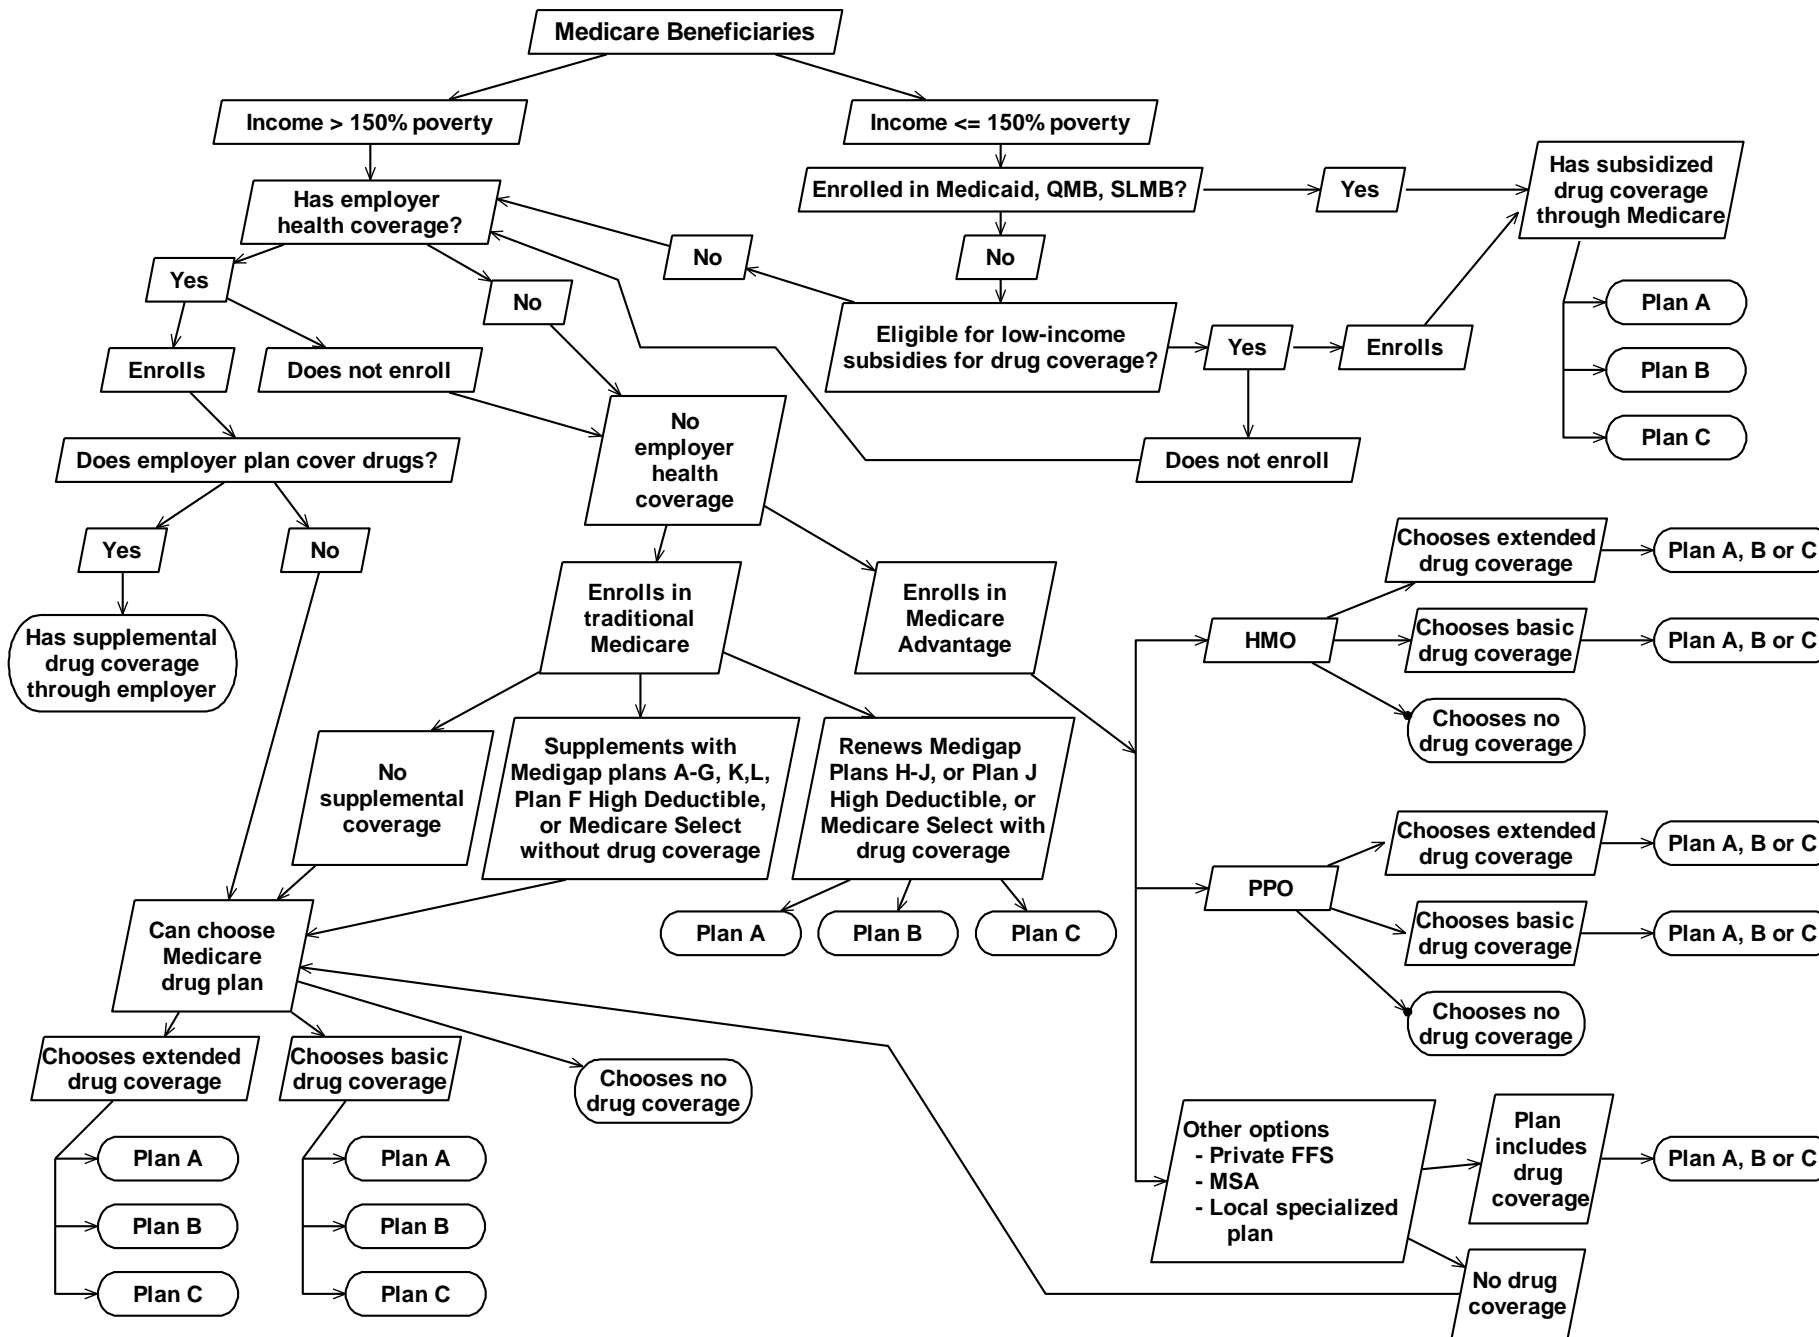 Medicare Beneficiaries
Income > 150% poverty
Income <= 150% poverty
Has employer
health coverage?
Enrolled in Medicaid, QMB, SLMB?
Yes
Has subsidized
drug coverage
through Medicare
No
No
Yes
No
Plan A
Plan B
Plan C
Eligible for low-income
subsidies for drug coverage?
Yes
Enrolls
Does not enroll
Enrolls
Does not enroll
No
employer
health
coverage
Does employer plan cover drugs?
Yes
No
Has supplemental
drug coverage
through employer
Enrolls in
traditional
Medicare
Enrolls in
Medicare
Advantage
HMO
Chooses extended
drug coverage
Plan A, B or C
Chooses basic
drug coverage
Plan A, B or C
Chooses no
drug coverage
No
supplemental
coverage
Supplements with
Medigap plans A-G, K,L,
Plan F High Deductible,
or Medicare Select
without drug coverage
Renews Medigap
Plans H-J, or Plan J
High Deductible, or
Medicare Select with
drug coverage
Plan A
Plan B
Plan C
PPO
Chooses extended
drug coverage
Plan A, B or C
Chooses basic
drug coverage
Plan A, B or C
Chooses no
drug coverage
Can choose
Medicare
drug plan
Chooses extended
drug coverage
Plan A
Plan B
Plan C
Chooses basic
drug coverage
Plan A
Plan B
Plan C
Chooses no
drug coverage
Other options
- Private FFS
- MSA
- Local specialized
plan
Plan
includes
drug
coverage
Plan A, B or C
No drug
coverage